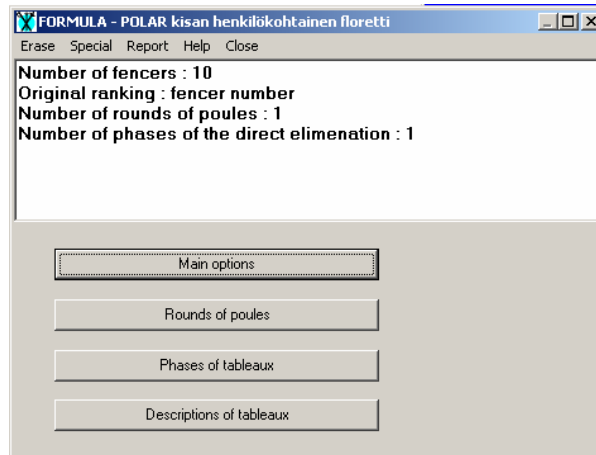 FORMULA - POLAR kisan henkilökohtainen floretti
Erase Special Report Help Close
Number of fencers : 10
Original ranking : fencer number
Number of rounds of poules : 1
Number of phases of the direct elimenation : 1
Main options
Rounds of poules
Phases of tableaux
Descriptions of tableaux